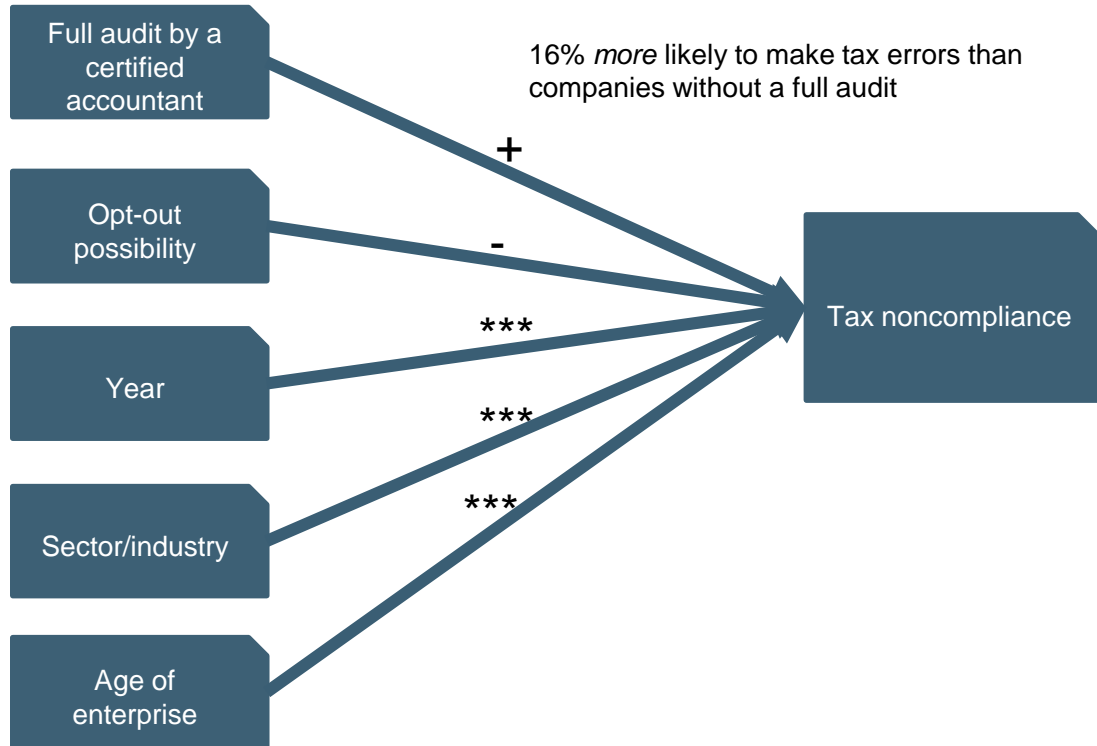 Full audit by a
certified
accountant
16% more likely to make tax errors than
companies without a full audit
+
Opt-out
possibility
-
Tax noncompliance
***
Year
***
Sector/industry
***
Age of
enterprise